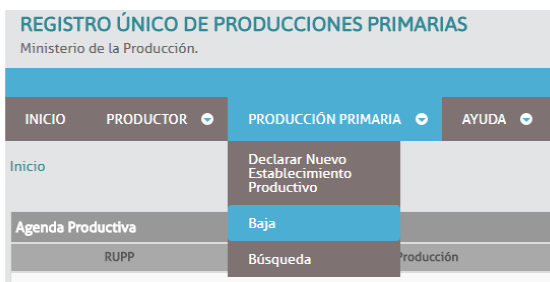 REGISTRO ÚNICO DE PRODUCCIONES PRIMARIAS
Ministerio de la Producción.
INICIO PRODUCTOR PRODUCCIÓN PRIMARIA AYUDA
Inicio
Declarar Nuevo
Establecimiento
Productivo
Baja
Búsqueda
Agenda Productiva
RUPP Producción